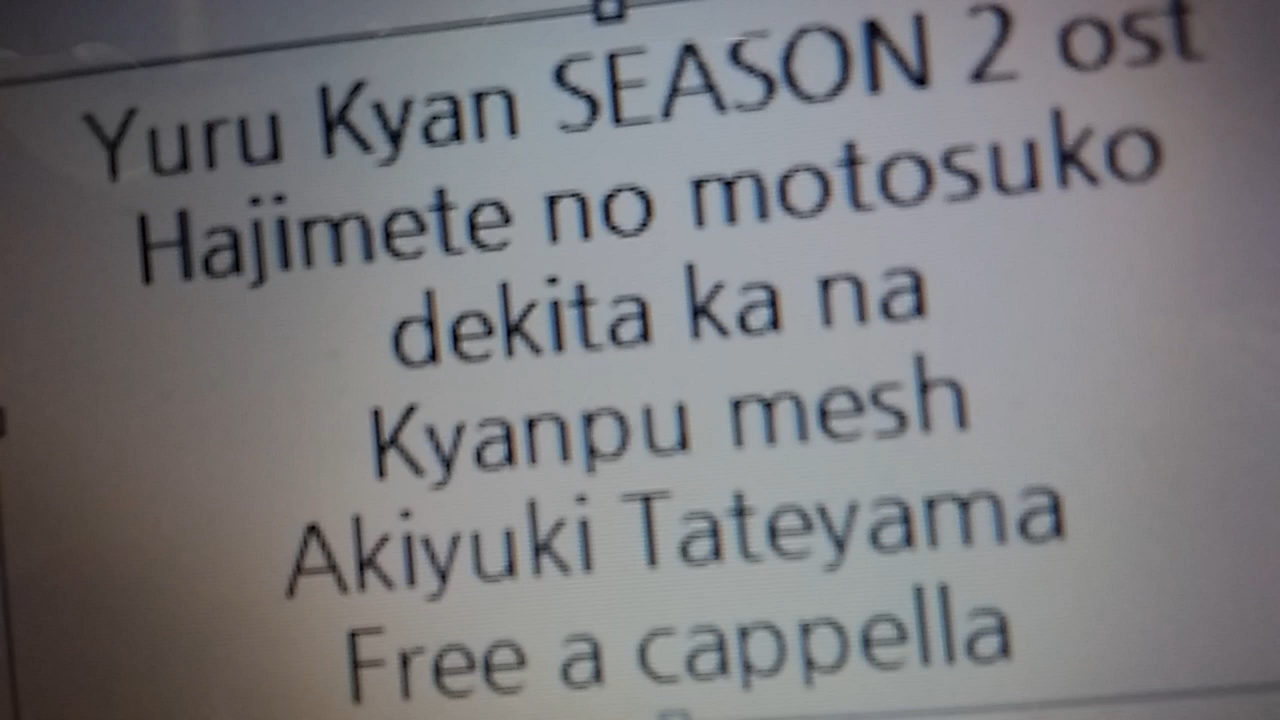 Yuru Kyan SEASON 2 ost
Hajimete no motosuko
dekita ka na
Kyanpu mesh
Akiyuki Tateyama
Free a cappella